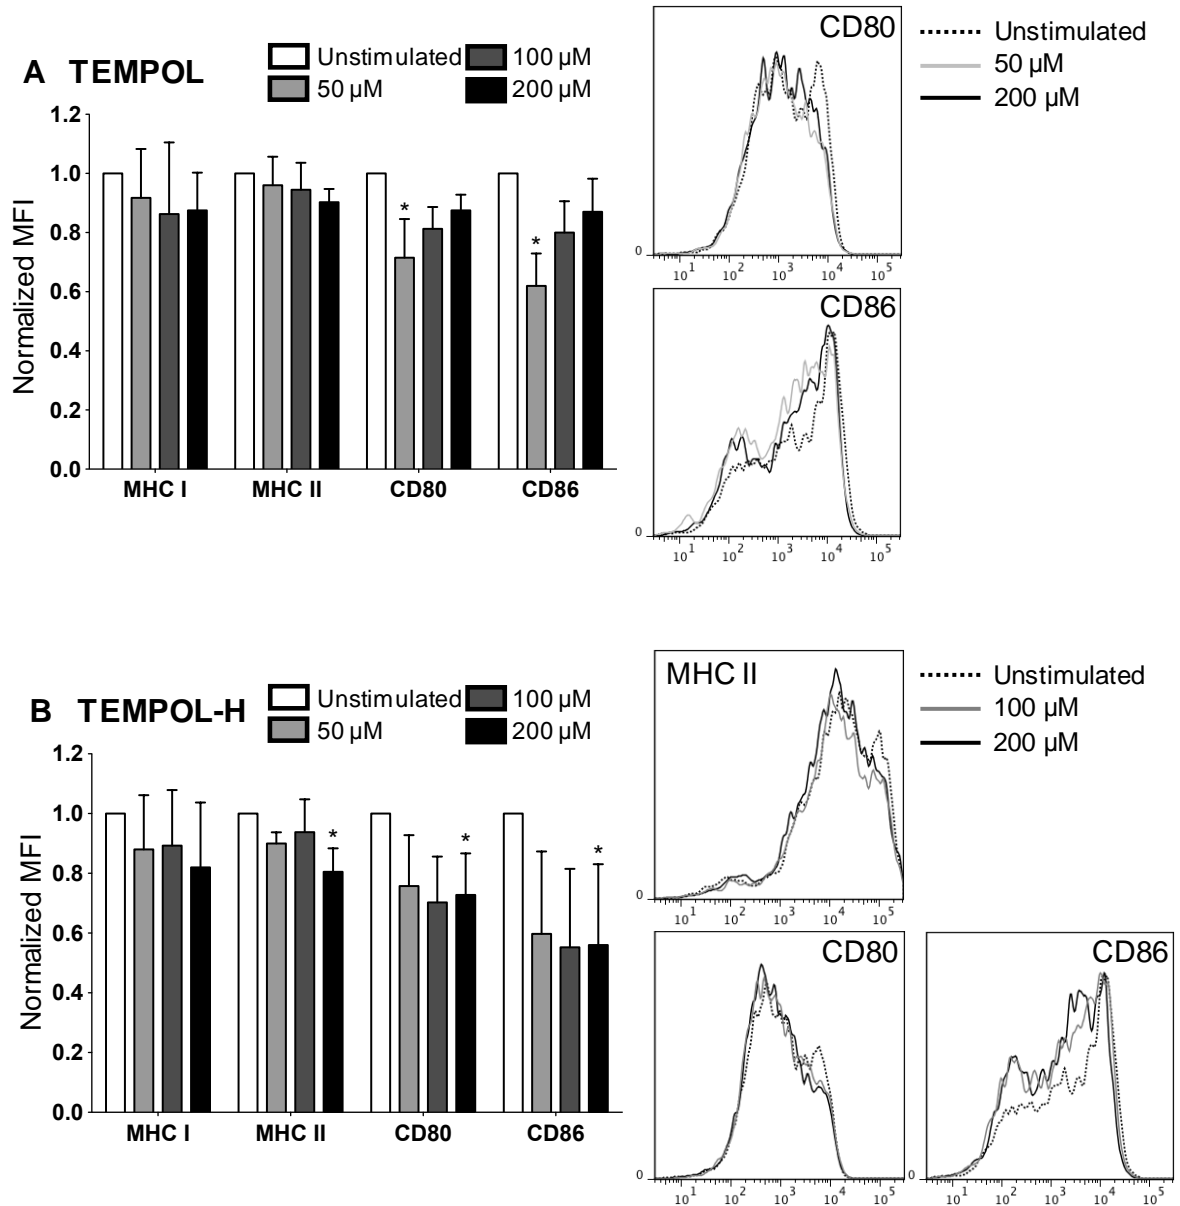 A TEMPOL
Unstimulated
100 µM
50 µM
200 µM
Normalized MFI
1.2
1.0
0.8
0.6
0.4
0.2
0.0
*
*
MHC I
MHC II
CD80
CD86
CD80
0
10^1 10^2 10^3 10^4 10^5
Unstimulated
50 µM
200 µM
CD86
0
10^1 10^2 10^3 10^4 10^5
B TEMPOL-H
Unstimulated
100 µM
50 µM
200 µM
Normalized MFI
1.2
1.0
0.8
0.6
0.4
0.2
0.0
*
*
*
MHC I
MHC II
CD80
CD86
MHC II
0
10^1 10^2 10^3 10^4 10^5
Unstimulated
100 µM
200 µM
CD80
0
10^1 10^2 10^3 10^4 10^5
CD86
0
10^1 10^2 10^3 10^4 10^5